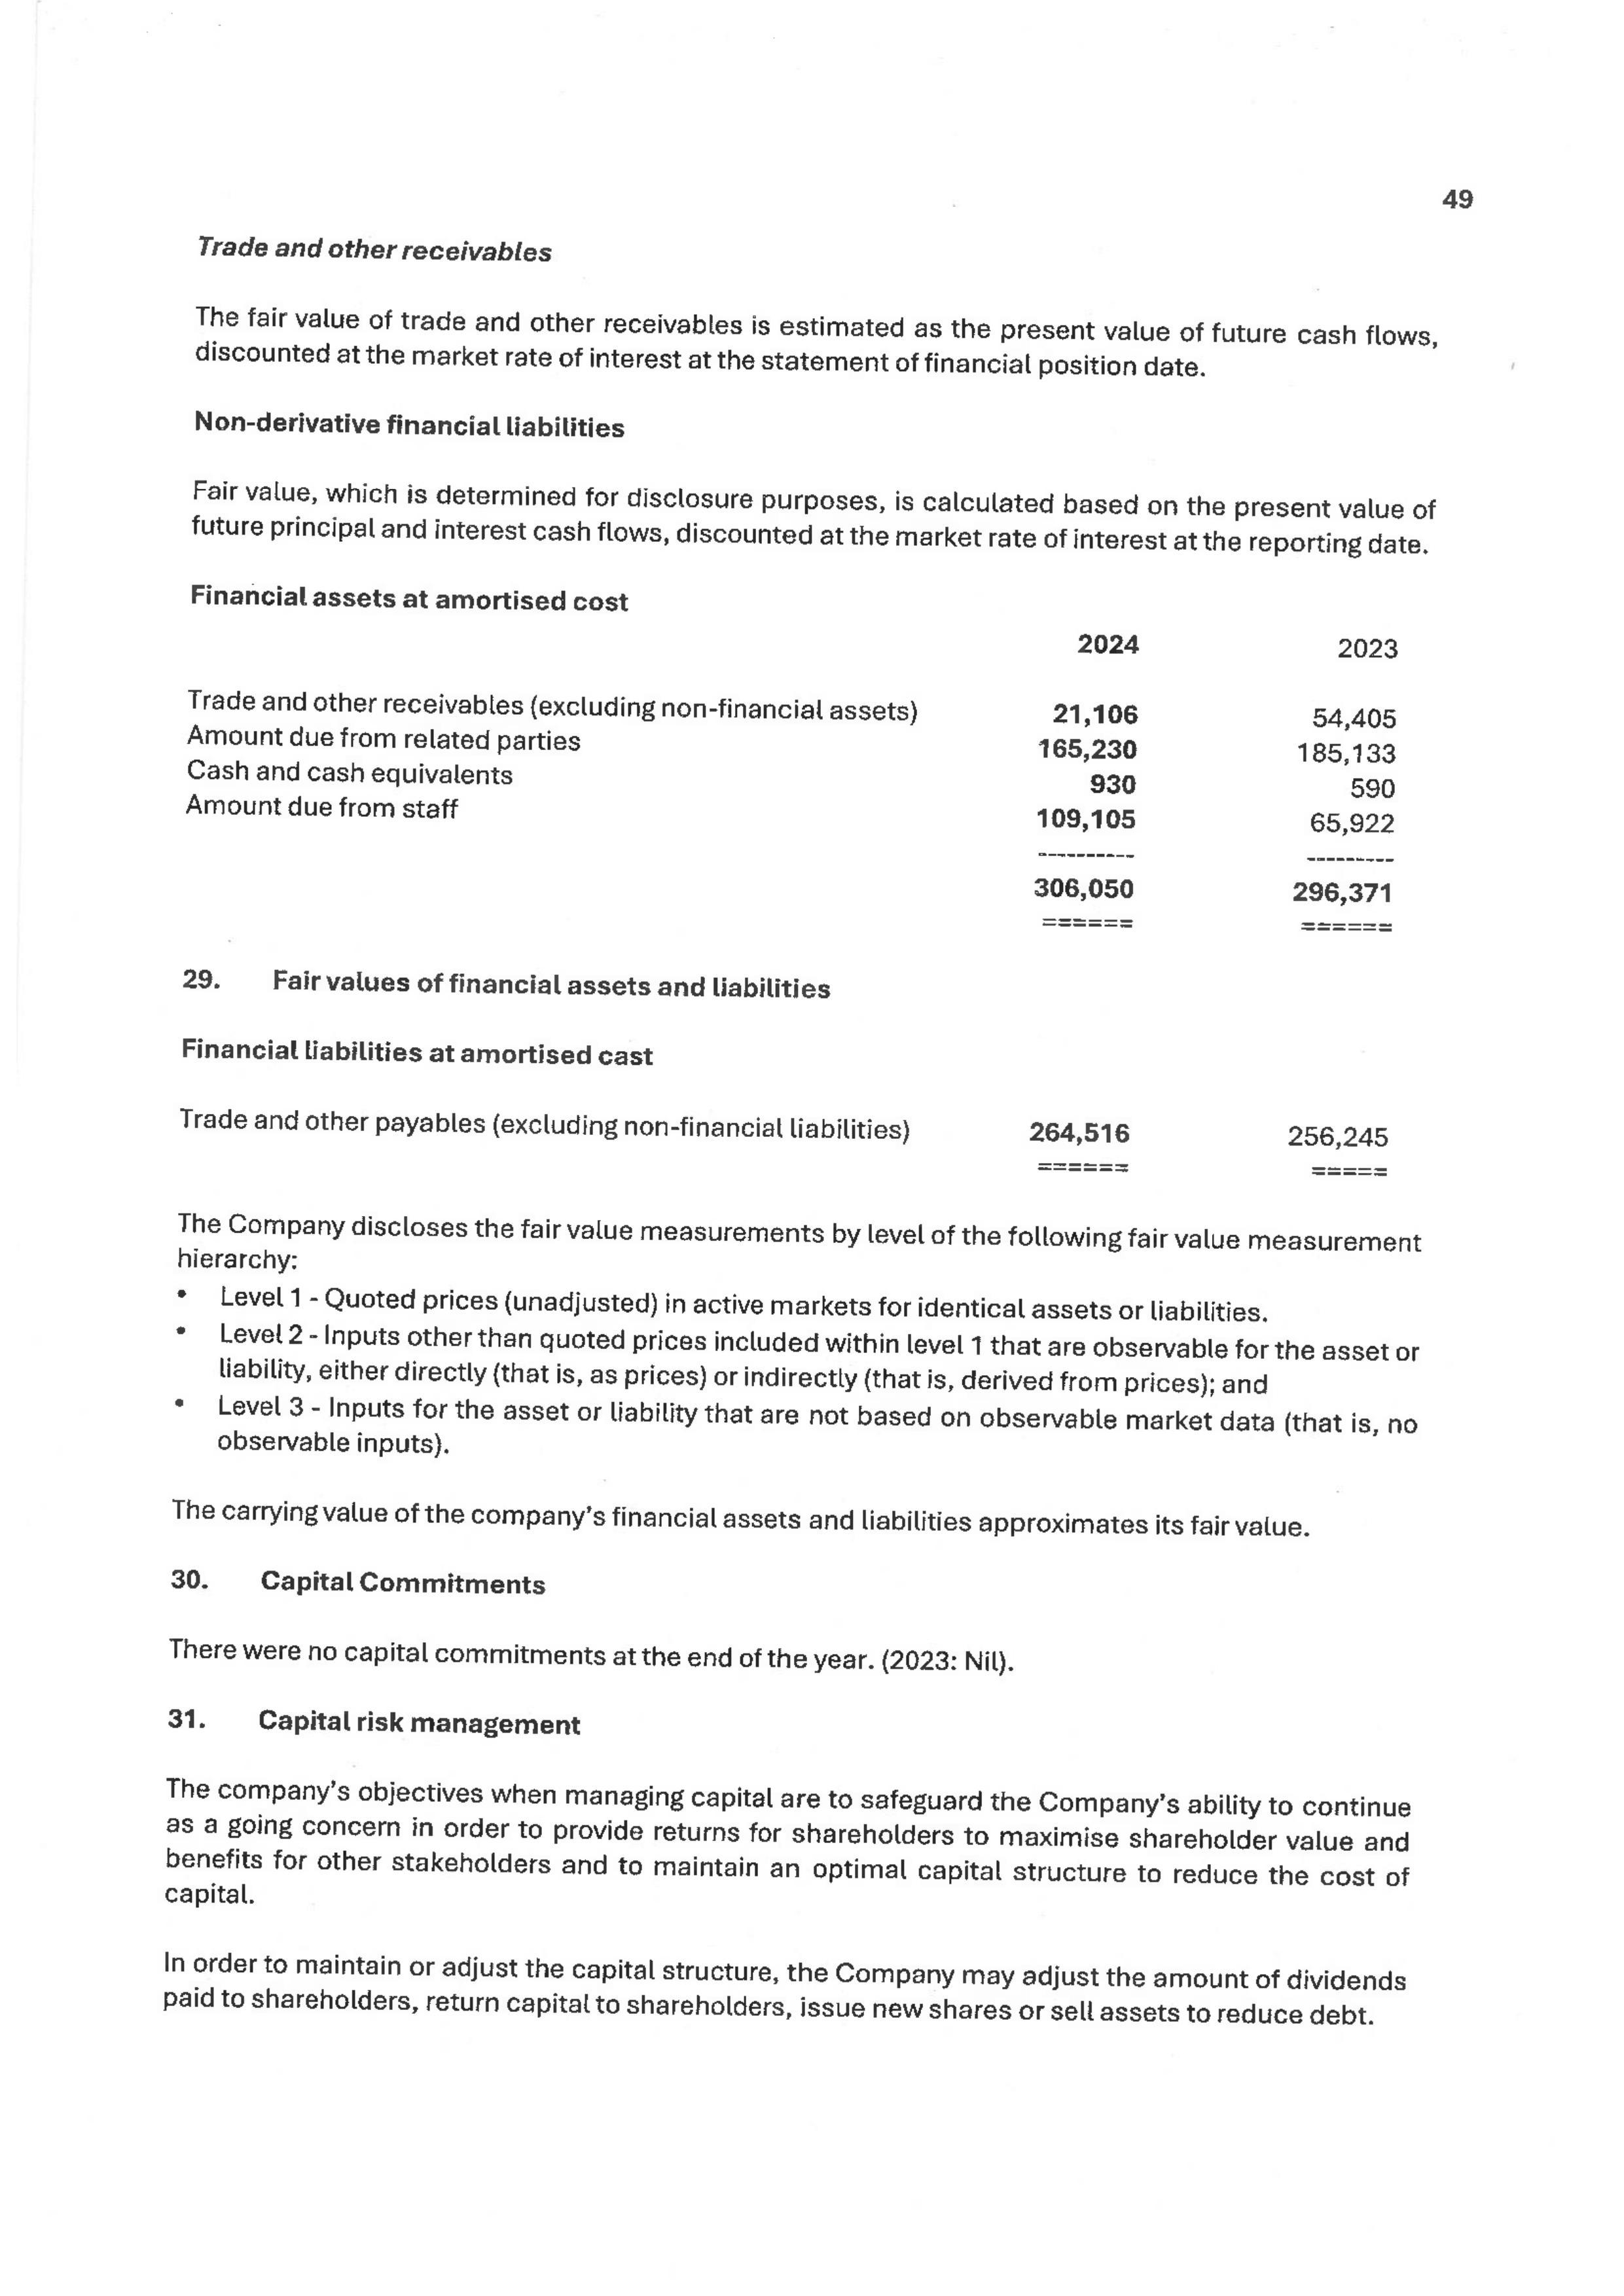 49
Trade and other receivables
The fair value of trade and other receivables is estimated as the present value of future cash flows,
discounted at the market rate of interest at the statement of financial position date.
Non-derivative financial liabilities
Fair value, which is determined for disclosure purposes, is calculated based on the present value of
future principal and interest cash flows, discounted at the market rate of interest at the reporting date.
Financial assets at amortised cost
2024 2023
Trade and other receivables (excluding non-financial assets) 21,106 54,405
Amount due from related parties 165,230 185,133
Cash and cash equivalents 930 590
Amount due from staff 109,105 65,922
---------- ---------
306,050 296,371
====== ======
29. Fair values of financial assets and liabilities
Financial liabilities at amortised cast
Trade and other payables (excluding non-financial liabilities) 264,516 256,245
====== =====
The Company discloses the fair value measurements by level of the following fair value measurement
hierarchy:
• Level 1 - Quoted prices (unadjusted) in active markets for identical assets or liabilities.
• Level 2 - Inputs other than quoted prices included within level 1 that are observable for the asset or
liability, either directly (that is, as prices) or indirectly (that is, derived from prices); and
• Level 3 - Inputs for the asset or liability that are not based on observable market data (that is, no
observable inputs).
The carrying value of the company's financial assets and liabilities approximates its fair value.
30. Capital Commitments
There were no capital commitments at the end of the year. (2023: Nil).
31. Capital risk management
The company's objectives when managing capital are to safeguard the Company's ability to continue
as a going concern in order to provide returns for shareholders to maximise shareholder value and
benefits for other stakeholders and to maintain an optimal capital structure to reduce the cost of
capital.
In order to maintain or adjust the capital structure, the Company may adjust the amount of dividends
paid to shareholders, return capital to shareholders, issue new shares or sell assets to reduce debt.